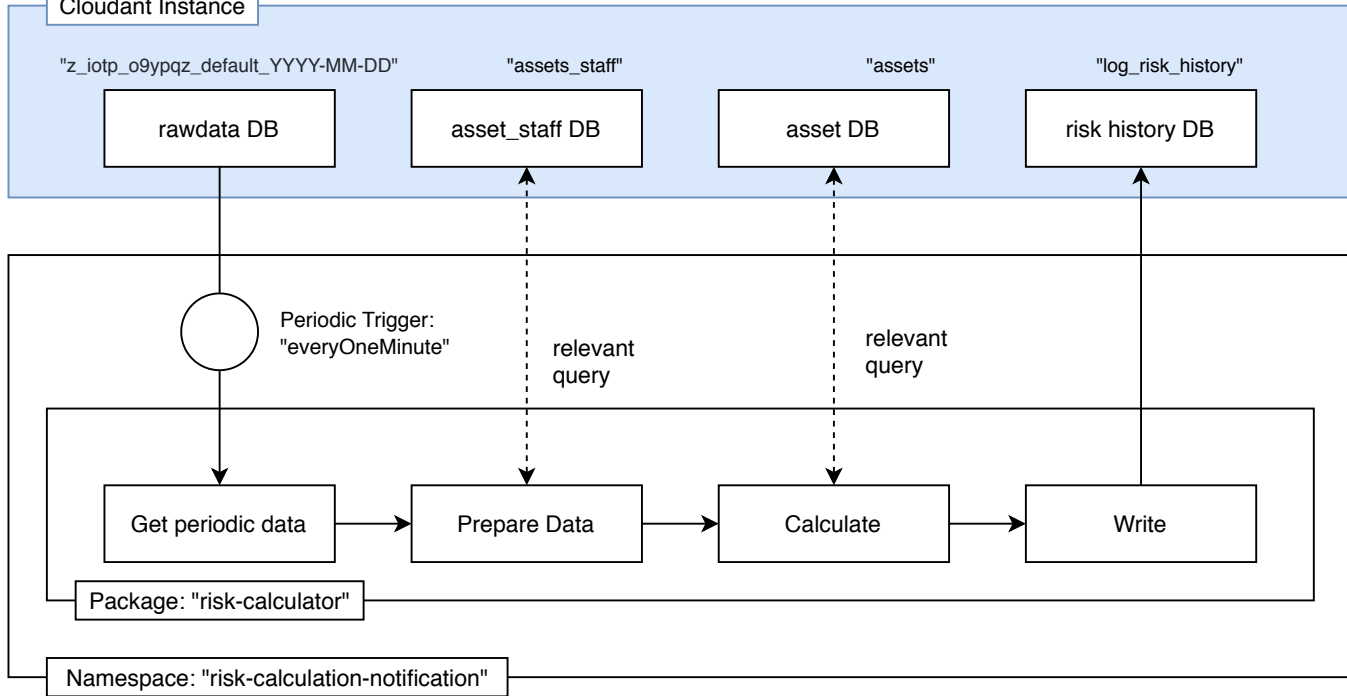 Cloudant Instance
"z_iotp_o9ypqz_default_YYYY-MM-DD"
"assets_staff"
"assets"
"log_risk_history"
rawdata DB
asset_staff DB
asset DB
risk history DB
Periodic Trigger:
"everyOneMinute"
relevant
query
relevant
query
Get periodic data
Prepare Data
Calculate
Write
Package: "risk-calculator"
Namespace: "risk-calculation-notification"